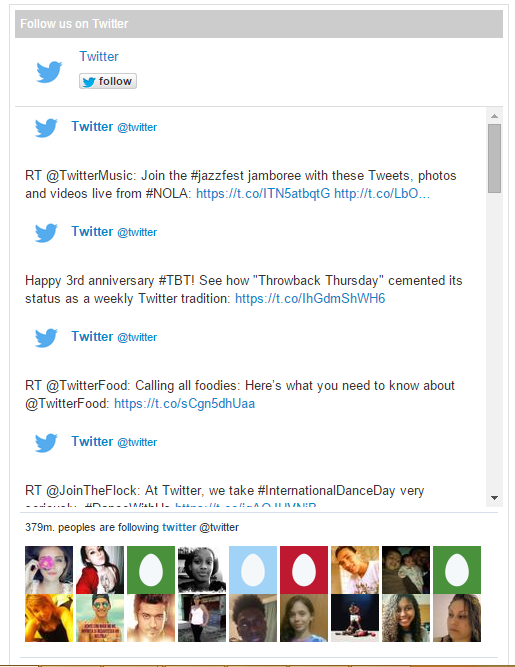 Follow us on Twitter
Twitter
follow
Twitter @twitter
RT @TwitterMusic: Join the #jazzfest jamboree with these Tweets, photos
and videos live from #NOLA: https://t.co/ITN5atbqtG http://t.co/LbO…
Twitter @twitter
Happy 3rd anniversary #TBT! See how "Throwback Thursday" cemented its
status as a weekly Twitter tradition: https://t.co/IhGdmShWH6
Twitter @twitter
RT @TwitterFood: Calling all foodies: Here's what you need to know about
@TwitterFood: https://t.co/sCgn5dhUaa
Twitter @twitter
RT @JoinTheFlock: At Twitter, we take #InternationalDanceDay very
seriously. #DanceWithUs
379m. peoples are following twitter @twitter